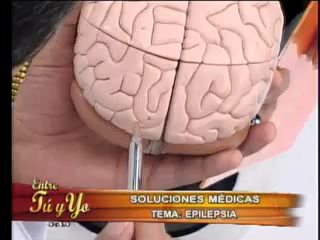 Entre
Tú y Yo
SOLUCIONES MÉDICAS
TEMA: EPILEPSIA